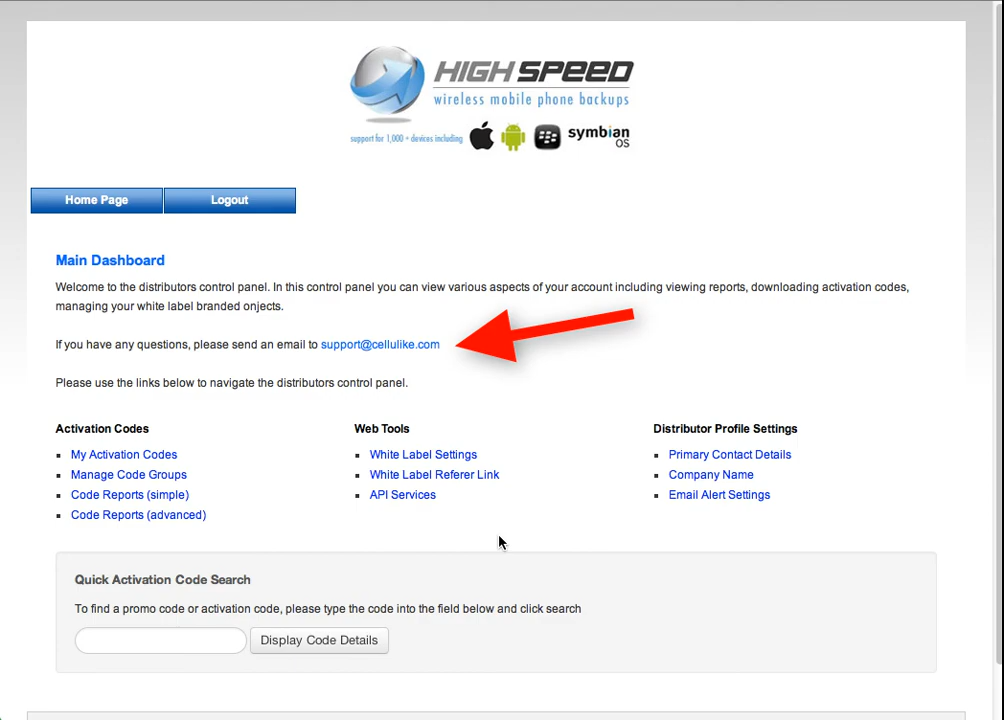 HIGH SPEED
wireless mobile phone backups
support for 1,000 + devices including
symbian
OS
Home Page
Logout
Main Dashboard
Welcome to the distributors control panel. In this control panel you can view various aspects of your account including viewing reports, downloading activation codes,
managing your white label branded onjects.
If you have any questions, please send an email to support@cellulike.com
Please use the links below to navigate the distributors control panel.
Activation Codes
My Activation Codes
Manage Code Groups
Code Reports (simple)
Code Reports (advanced)
Web Tools
White Label Settings
White Label Referer Link
API Services
Distributor Profile Settings
Primary Contact Details
Company Name
Email Alert Settings
Quick Activation Code Search
To find a promo code or activation code, please type the code into the field below and click search
Display Code Details